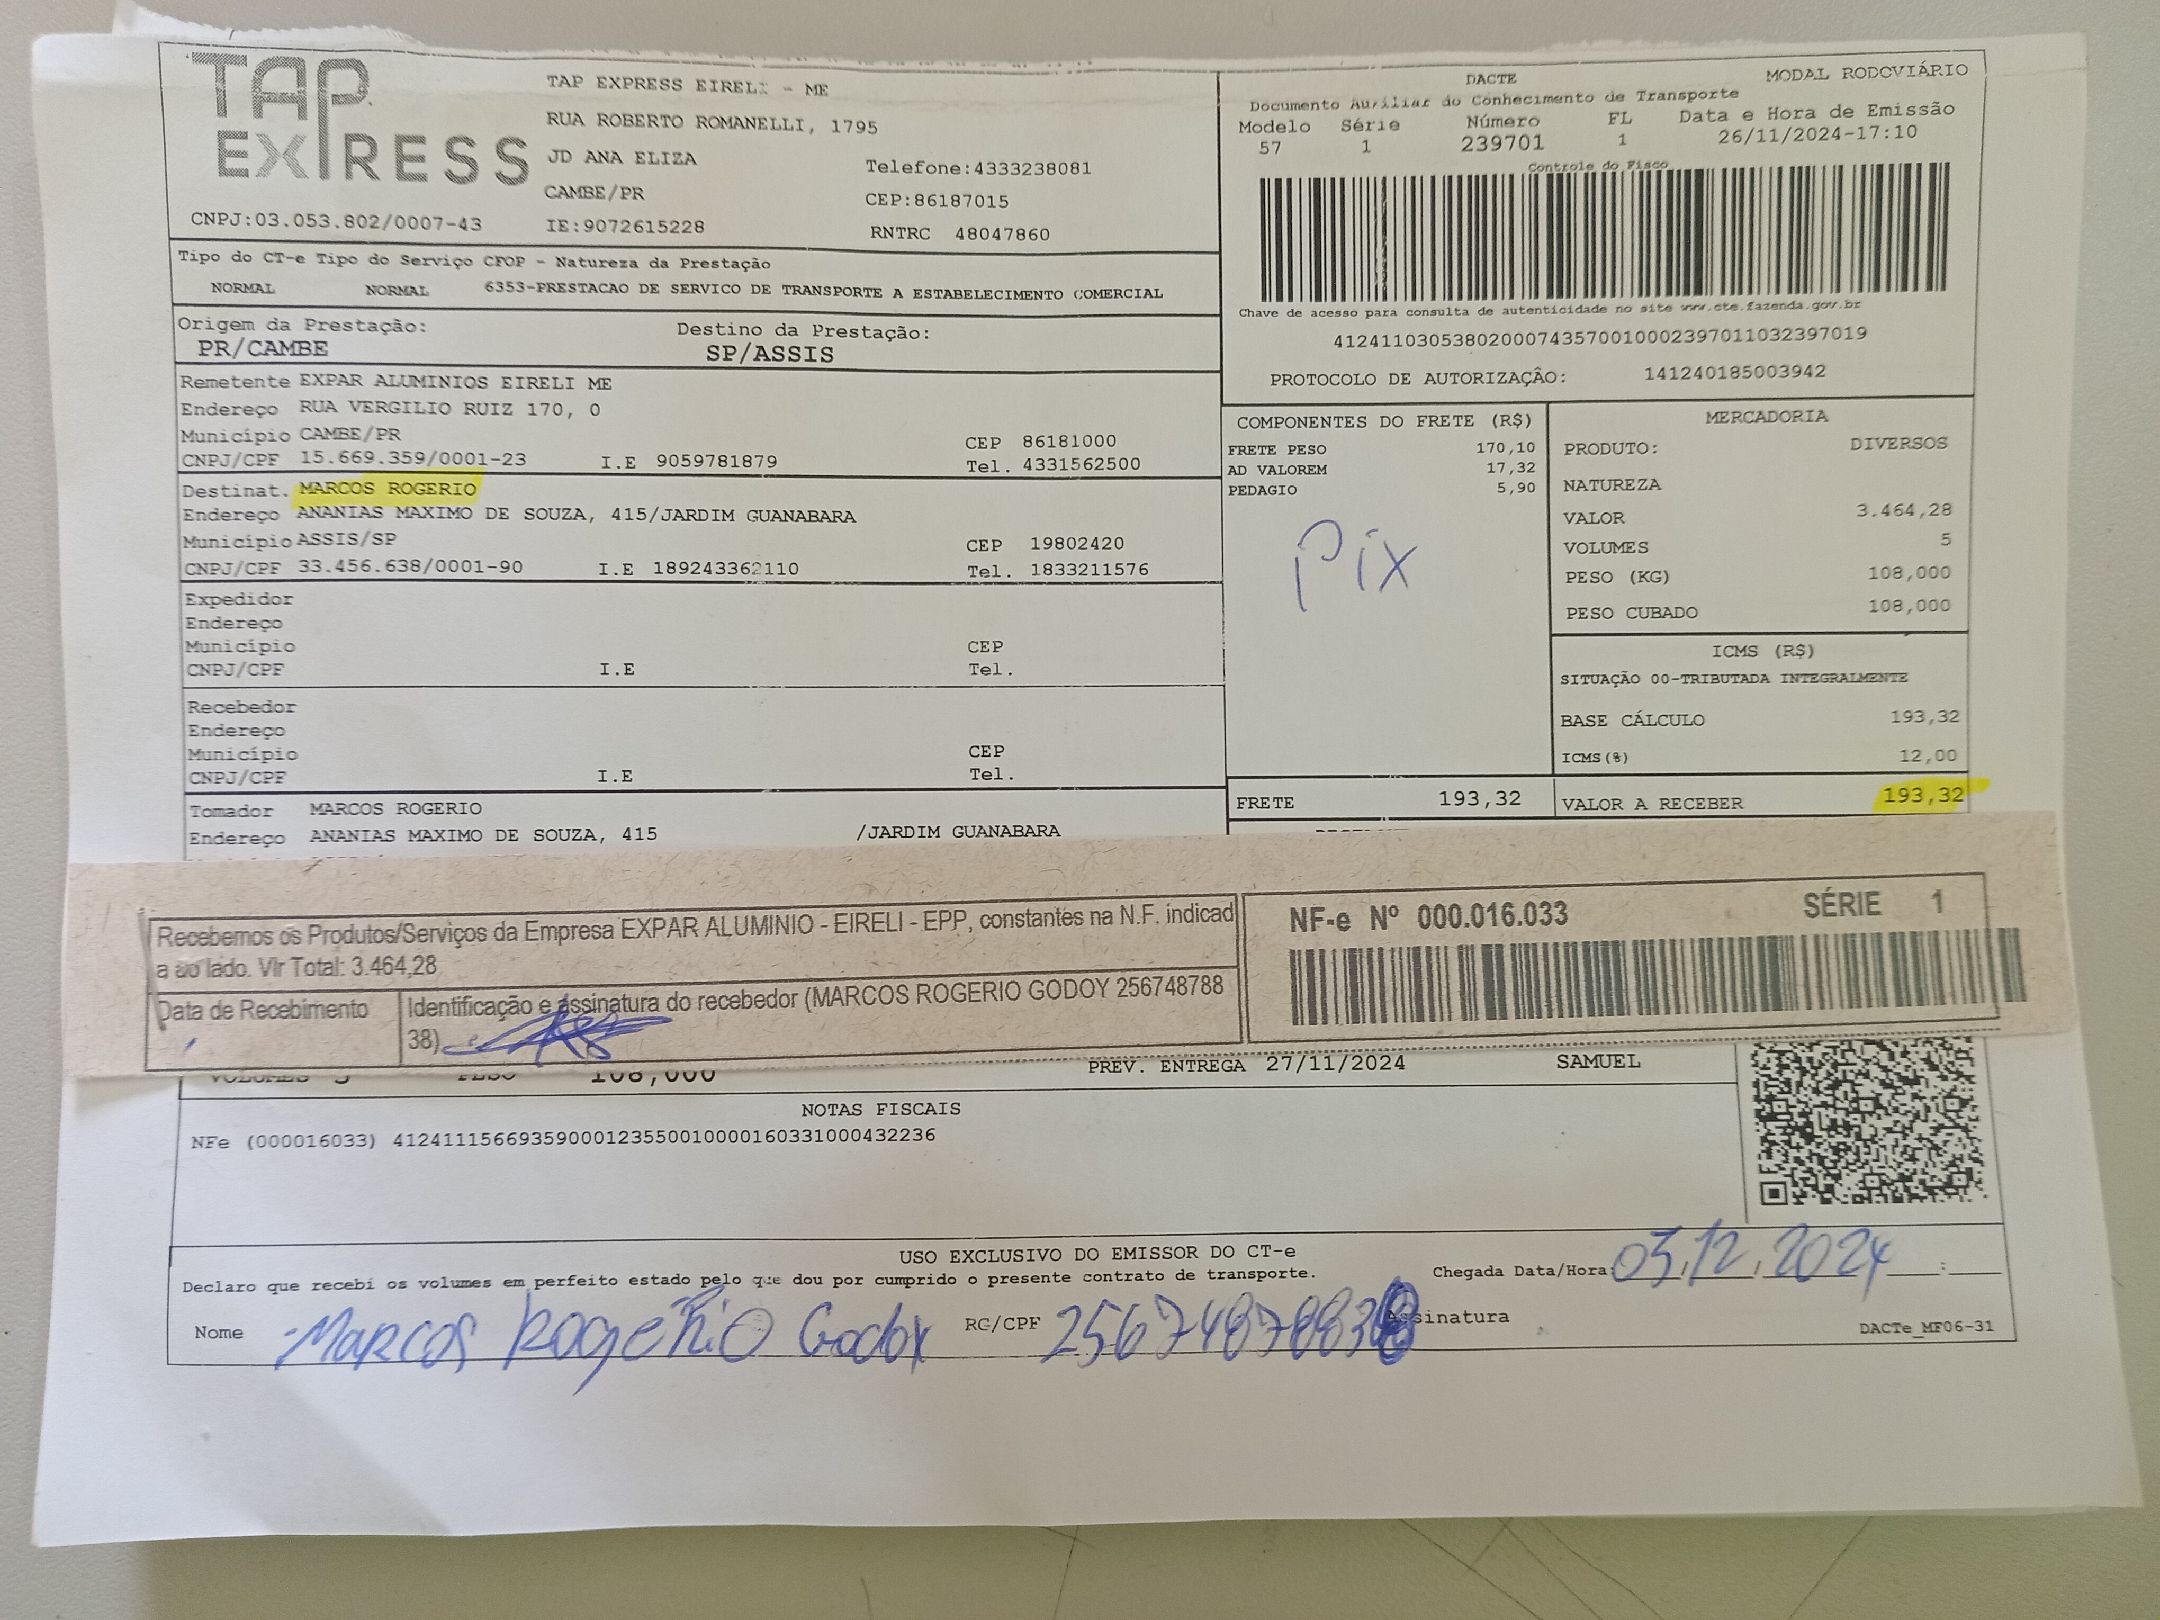 TAP
EXPRESS
CNPJ:03.053.802/0007-43
TAP EXPRESS EIRELI - ME
RUA ROBERTO ROMANELLI, 1795
JD ANA ELIZA
CAMBE/PR
IE:9072615228
Telefone:4333238081
CEP:86187015
RNTRC 48047860
DACTE
MODAL RODOVIÁRIO
Documento Auxiliar do Conhecimento de Transporte
Modelo Série Número FL Data e Hora de Emissão
57 1 239701 1 26/11/2024-17:10
Controle do Fisco
Chave de acesso para consulta de autenticidade no site www.cte.fazenda.gov.br
41241103053802000743570010002397011032397019
PROTOCOLO DE AUTORIZAÇÃO: 141240185003942
Tipo do CT-e Tipo do Serviço CFOP - Natureza da Prestação
NORMAL NORMAL 6353-PRESTACAO DE SERVICO DE TRANSPORTE A ESTABELECIMENTO COMERCIAL
Origem da Prestação: Destino da Prestação:
PR/CAMBE SP/ASSIS
Remetente EXPAR ALUMINIOS EIRELI ME
Endereço RUA VERGILIO RUIZ 170, 0
Município CAMBE/PR CEP 86181000
CNPJ/CPF 15.669.359/0001-23 I.E 9059781879 Tel. 4331562500
Destinat. MARCOS ROGERIO
Endereço ANANIAS MAXIMO DE SOUZA, 415/JARDIM GUANABARA
Município ASSIS/SP CEP 19802420
CNPJ/CPF 33.456.638/0001-90 I.E 189243362110 Tel. 1833211576
Expedidor
Endereço
Município CEP
CNPJ/CPF I.E Tel.
Recebedor
Endereço
Município CEP
CNPJ/CPF I.E Tel.
Tomador MARCOS ROGERIO
Endereço ANANIAS MAXIMO DE SOUZA, 415 /JARDIM GUANABARA
COMPONENTES DO FRETE (R$)
FRETE PESO 170,10
AD VALOREM 17,32
PEDAGIO 5,90
Pix
MERCADORIA
PRODUTO: DIVERSOS
NATUREZA
VALOR 3.464,28
VOLUMES 5
PESO (KG) 108,000
PESO CUBADO 108,000
ICMS (R$)
SITUAÇÃO 00-TRIBUTADA INTEGRALMENTE
BASE CÁLCULO 193,32
ICMS(%) 12,00
FRETE 193,32 VALOR A RECEBER 193,32
Recebemos os Produtos/Serviços da Empresa EXPAR ALUMINIO - EIRELI - EPP, constantes na N.F. indicad
a ao lado. Vlr Total: 3.464,28
Data de Recebimento
Identificação e assinatura do recebedor (MARCOS ROGERIO GODOY 256748788
38)
NF-e Nº 000.016.033 SÉRIE 1
VOLUMES 5 PESO 108,000 PREV. ENTREGA 27/11/2024 SAMUEL
NOTAS FISCAIS
NFe (000016033) 41241115669359000123550010000160331000432236
USO EXCLUSIVO DO EMISSOR DO CT-e
Declaro que recebi os volumes em perfeito estado pelo que dou por cumprido o presente contrato de transporte.
Chegada Data/Hora: 03,12,2024 :
Nome Marcos Rogério Godoy RG/CPF 25674878838 Assinatura
DACTe_MF06-31